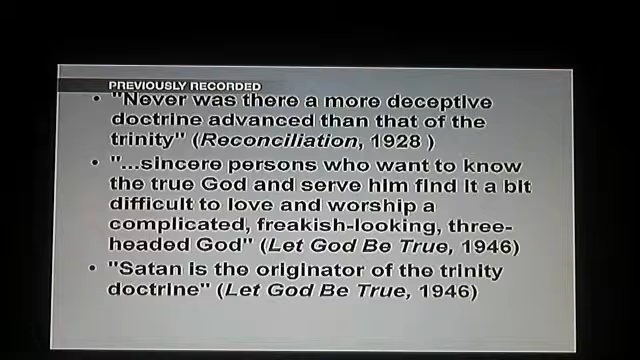 PREVIOUSLY RECORDED
• "Never was there a more deceptive
doctrine advanced than that of the
trinity" (Reconciliation, 1928 )
• "...sincere persons who want to know
the true God and serve him find it a bit
difficult to love and worship a
complicated, freakish-looking, three-
headed God" (Let God Be True, 1946)
• "Satan is the originator of the trinity
doctrine" (Let God Be True, 1946)